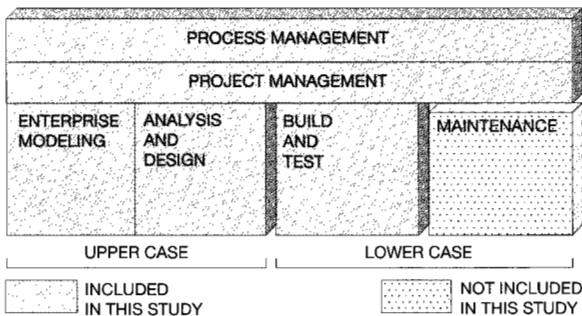 PROCESS MANAGEMENT
PROJECT MANAGEMENT
ENTERPRISE
MODELING
ANALYSIS
AND
DESIGN
BUILD
AND
TEST
MAINTENANCE
UPPER CASE
LOWER CASE
INCLUDED
IN THIS STUDY
NOT INCLUDED
IN THIS STUDY